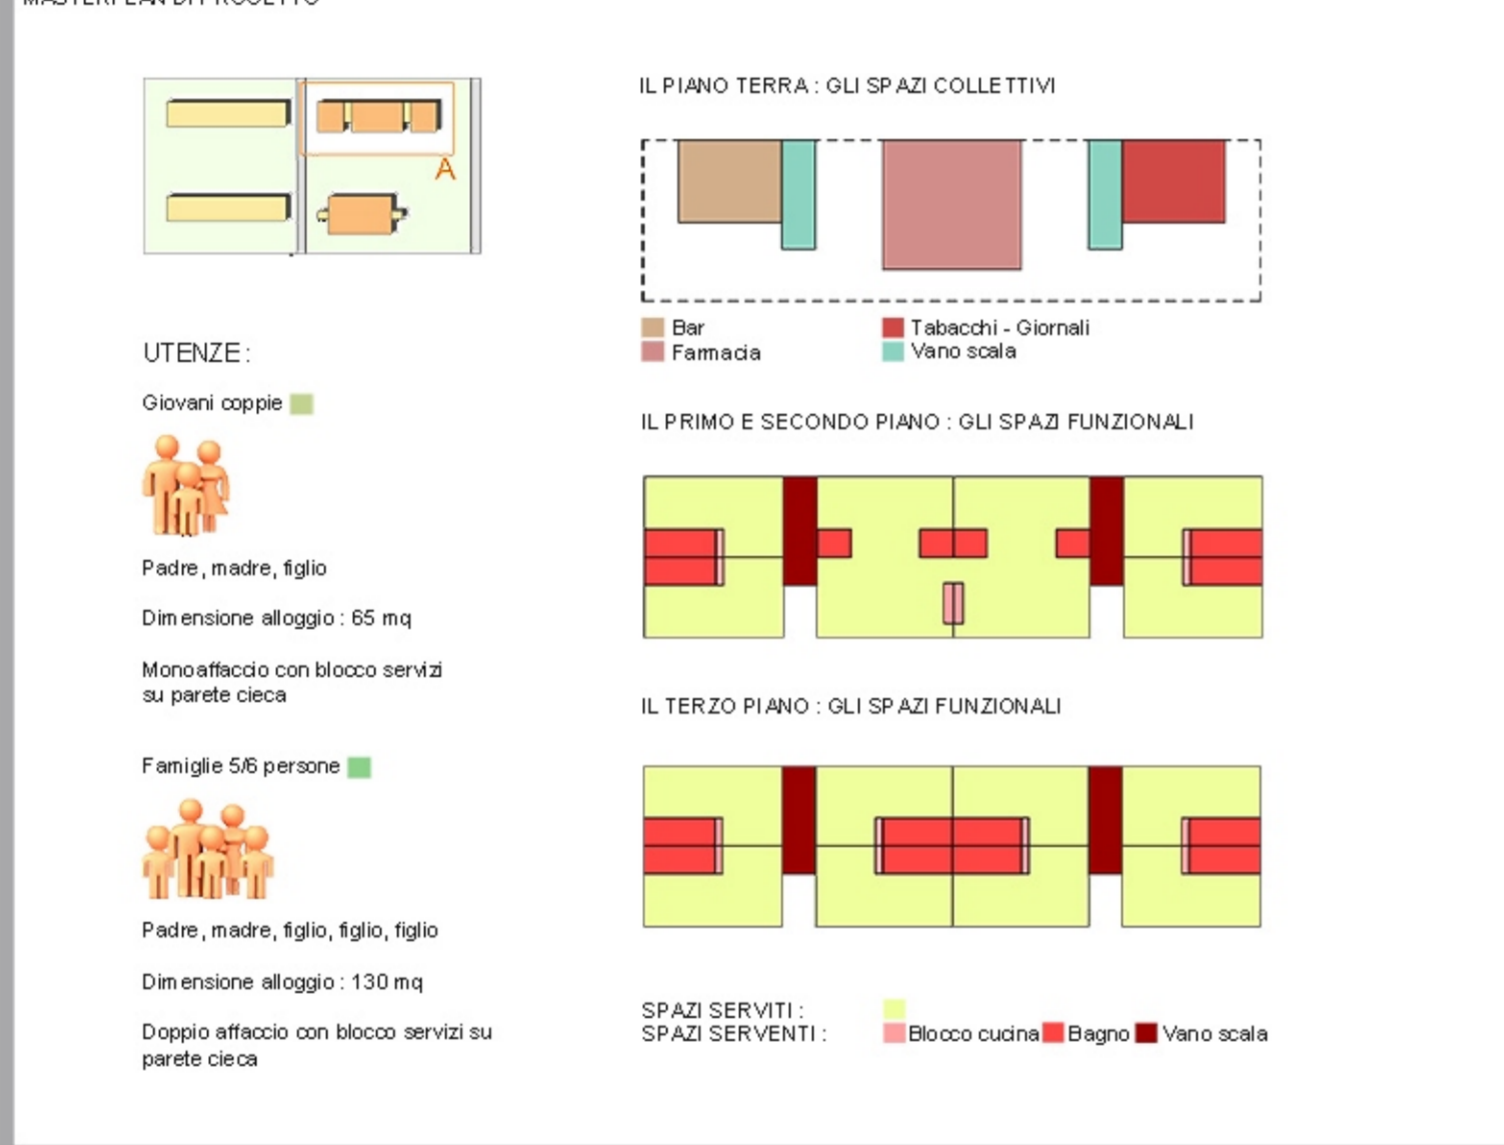 MASTERPLAN DI PROGETTO
A
UTENZE :
Giovani coppie
Padre, madre, figlio
Dimensione alloggio : 65 mq
Monoaffaccio con blocco servizi
su parete cieca
Famiglie 5/6 persone
Padre, madre, figlio, figlio, figlio
Dimensione alloggio : 130 mq
Doppio affaccio con blocco servizi su
parete cieca
IL PIANO TERRA : GLI SPAZI COLLETTIVI
Bar
Farmacia
Tabacchi - Giornali
Vano scala
IL PRIMO E SECONDO PIANO : GLI SPAZI FUNZIONALI
IL TERZO PIANO : GLI SPAZI FUNZIONALI
SPAZI SERVITI :
SPAZI SERVENTI :
Blocco cucina
Bagno
Vano scala